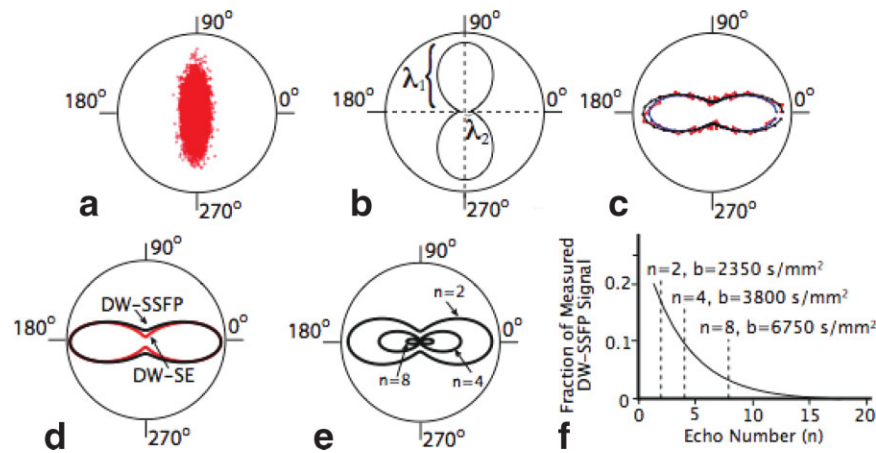 90°
180°
0°
270°
a
90°
180°
0°
λ₁{
λ₂
270°
b
90°
180°
0°
270°
c
90°
DW-SSFP
180°
0°
DW-SE
270°
d
90°
n=2
180°
0°
n=8
n=4
270°
e
Fraction of Measured
DW-SSFP Signal
0.2
0.1
0
n=2, b=2350 s/mm²
n=4, b=3800 s/mm²
n=8, b=6750 s/mm²
0 5 10 15 20
Echo Number (n)
f